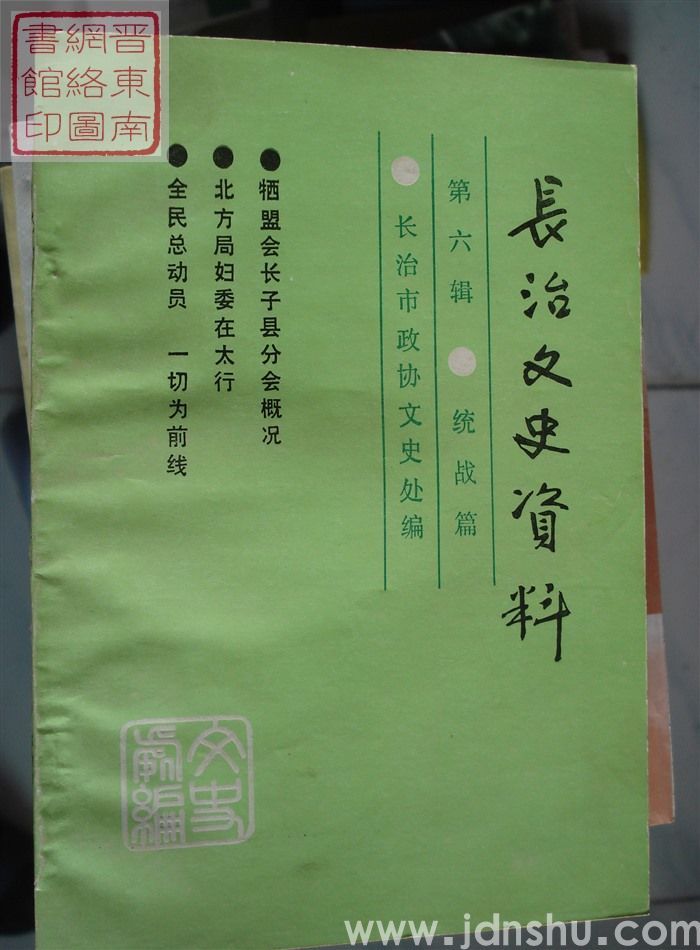 長治文史資料
第六辑 ● 统战篇
● 长治市政协文史处编
● 牺盟会长子县分会概况
● 北方局妇委在太行
● 全民总动员 一切为前线
文史
編
晋東南
網絡圖
書館印
www.jdnshu.com